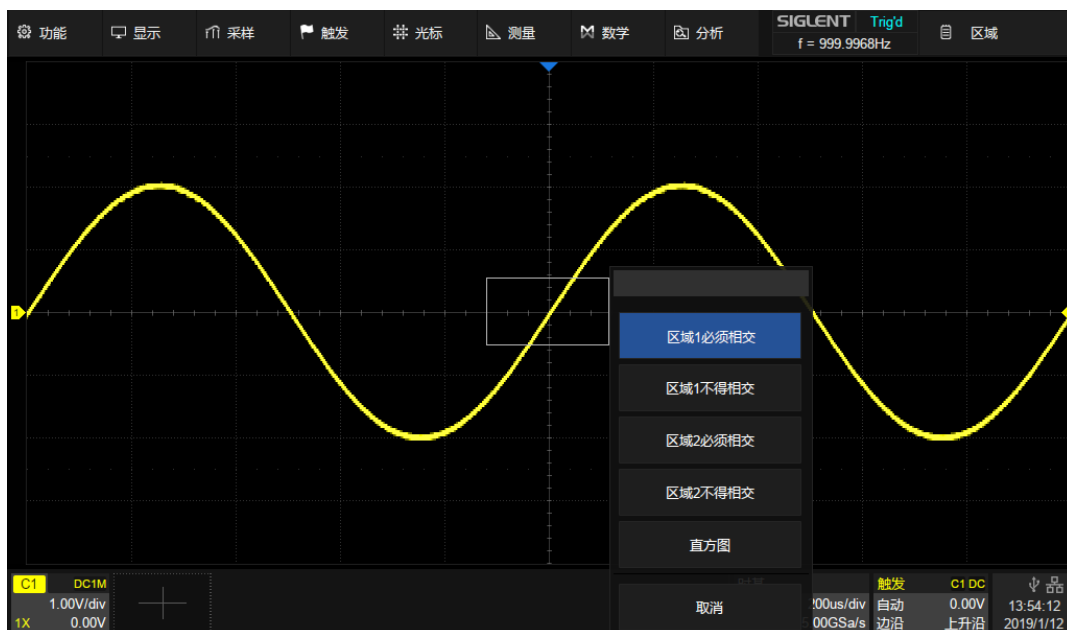 功能 显示 采样 触发 光标 测量 数学 分析 SIGLENT Trig'd 区域
f = 999.9968Hz
1
区域1必须相交
区域1不得相交
区域2必须相交
区域2不得相交
直方图
取消
C1 DC1M
1.00V/div
1X 0.00V
200us/div
00GSa/s
触发 C1 DC
自动 0.00V
边沿 上升沿
13:54:12
2019/1/12